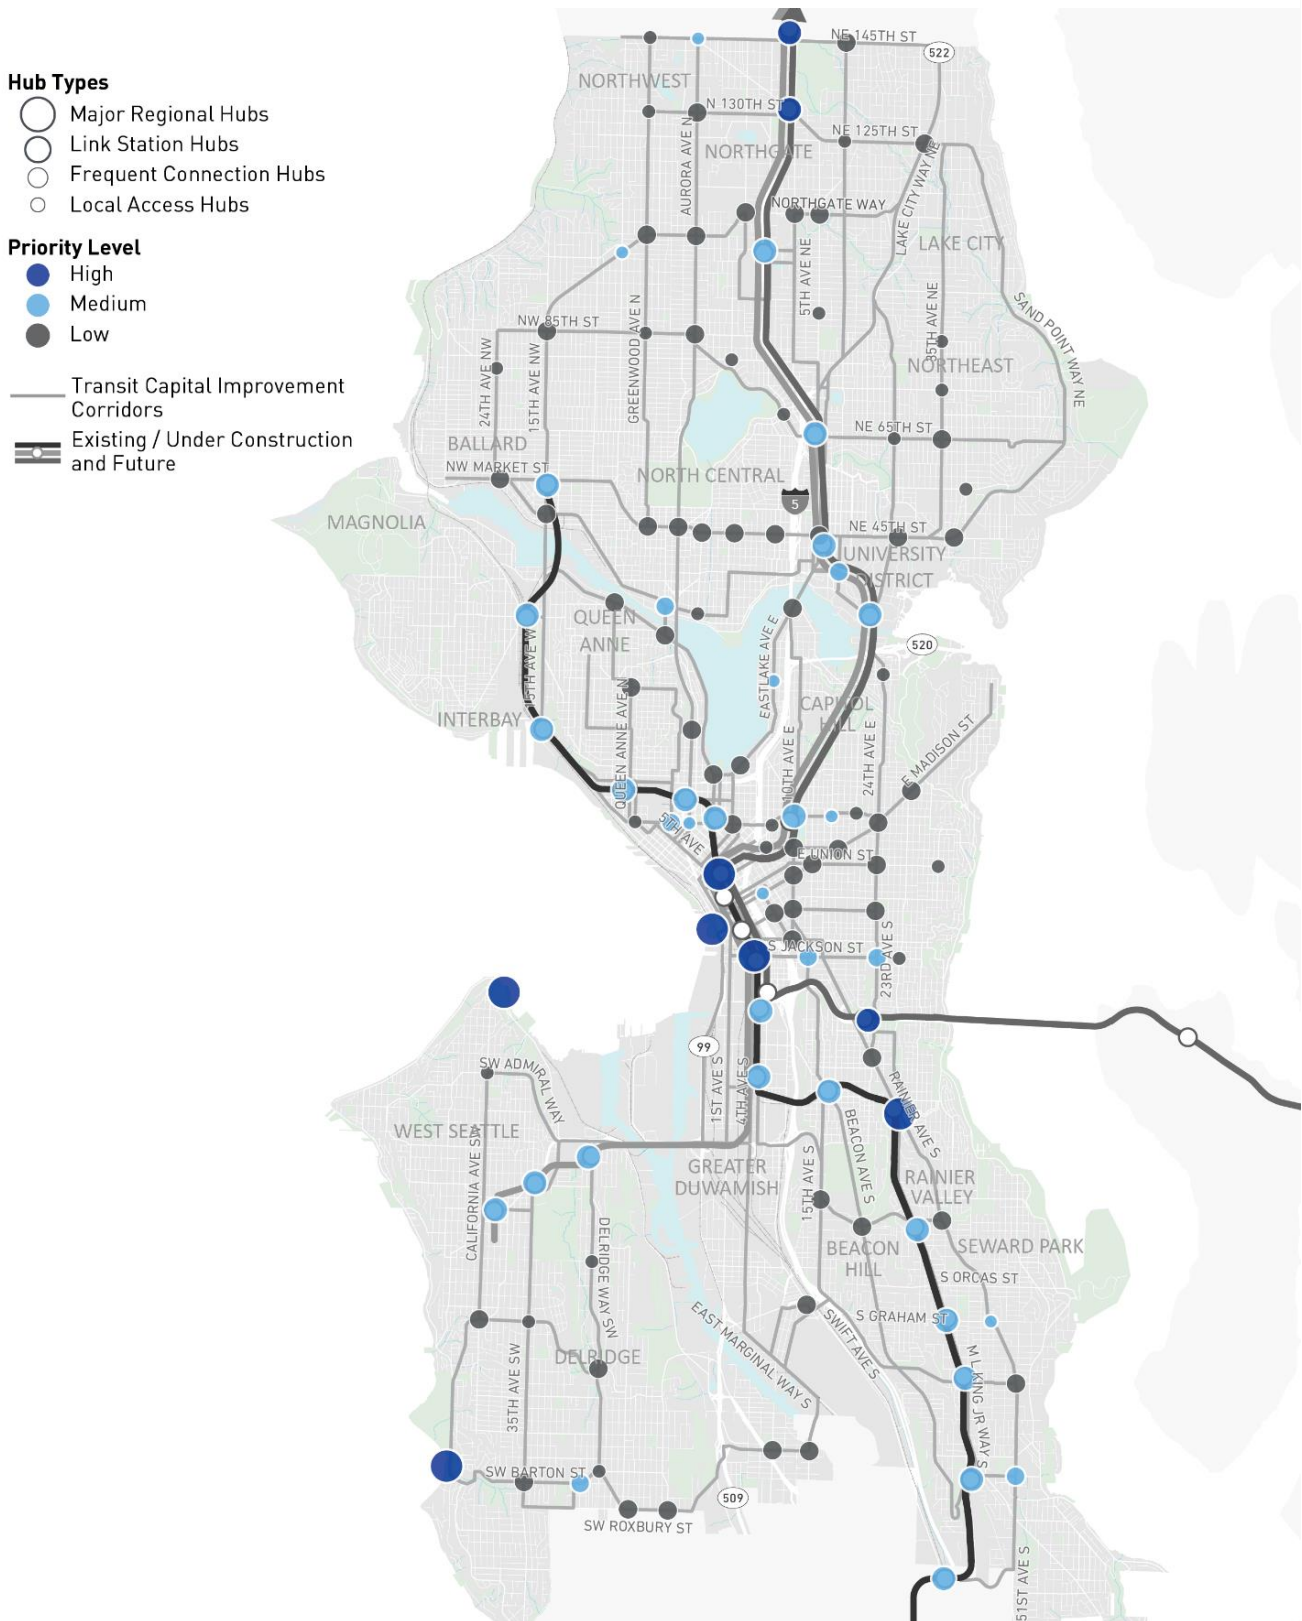 Hub Types
Major Regional Hubs
Link Station Hubs
Frequent Connection Hubs
Local Access Hubs
Priority Level
High
Medium
Low
Transit Capital Improvement
Corridors
Existing / Under Construction
and Future
NE 145TH ST
522
NORTHWEST
N 130TH ST
NE 125TH ST
NORTHGATE
AURORA AVE N
NORTHGATE WAY
LAKE CITY WAY NE
LAKE CITY
5TH AVE NE
SAND POINT WAY NE
GREENWOOD AVE N
NW 85TH ST
35TH AVE NE
NORTHEAST
24TH AVE NW
15TH AVE NW
NE 65TH ST
BALLARD
NW MARKET ST
NORTH CENTRAL
5
MAGNOLIA
NE 45TH ST
UNIVERSITY
DISTRICT
QUEEN
ANNE
520
15TH AVE W
EASTLAKE AVE E
INTERBAY
CAPITOL
HILL
QUEEN ANNE AVE N
10TH AVE E
24TH AVE E
E MADISON ST
5TH AVE
E UNION ST
S JACKSON ST
23RD AVE S
99
SW ADMIRAL WAY
1ST AVE S
4TH AVE S
RAINIER AVE S
WEST SEATTLE
CALIFORNIA AVE SW
BEACON AVE S
GREATER
DUWAMISH
15TH AVE S
RAINIER
VALLEY
DELRIDGE WAY SW
BEACON
HILL
SEWARD PARK
S ORCAS ST
S GRAHAM ST
EAST MARGINAL WAY S
SWIFT AVE S
DELRIDGE
35TH AVE SW
M L KING JR WAY S
SW BARTON ST
509
SW ROXBURY ST
51ST AVE S